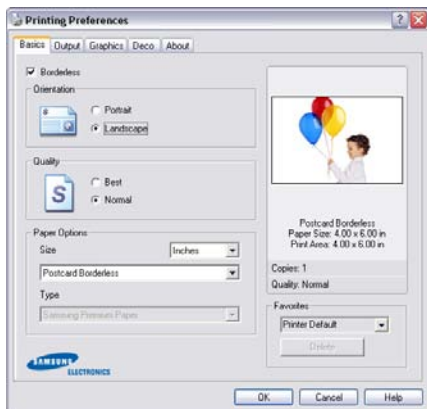 Printing Preferences
Basics Output Graphics Deco About
Borderless
Orientation
Portrait
Landscape
Quality
S
Best
Normal
Paper Options
Size
Inches
Postcard Borderless
Type
Samsung Premium Paper
Postcard Borderless
Paper Size: 4.00 x 6.00 in
Print Area: 4.00 x 6.00 in
Copies: 1
Quality: Normal
Favorites
Printer Default
Delete
SAMSUNG
ELECTRONICS
OK Cancel Help